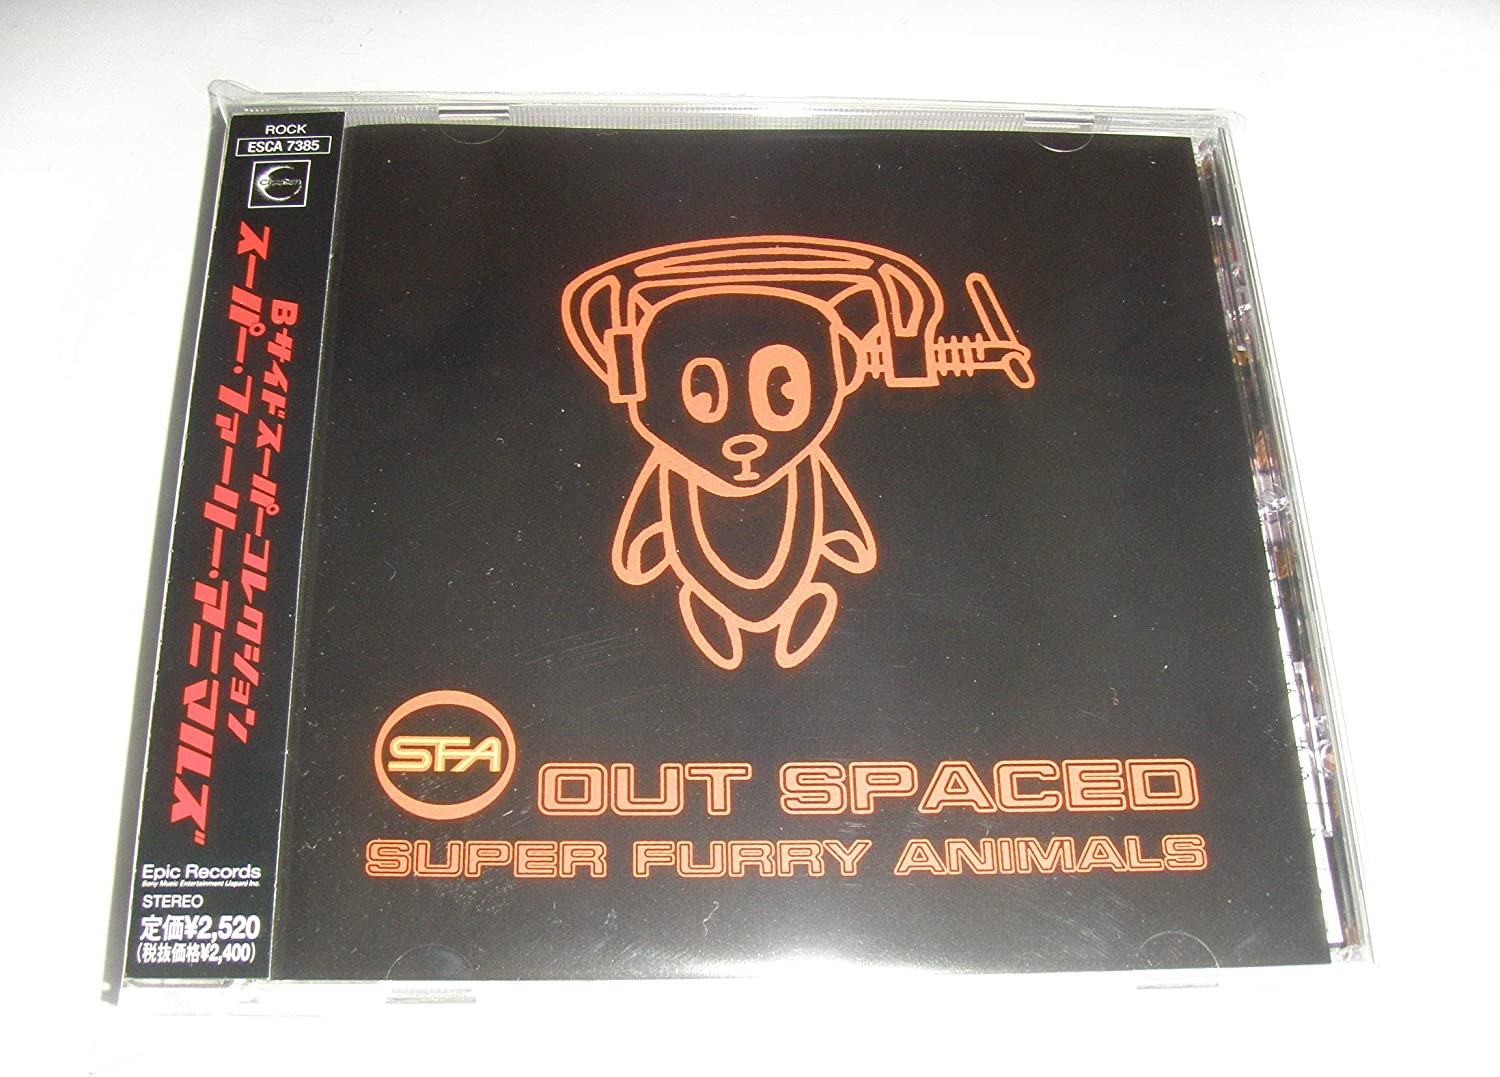 ROCK
ESCA 7385
Creation
Bサイドスーパーコレクション
スーパー・ファーリー・アニマルズ
Epic Records
Sony Music Entertainment (Japan) Inc.
STEREO
定価¥2,520
(税抜価格¥2,400)
SFA
OUT SPACED
SUPER FURRY ANIMALS